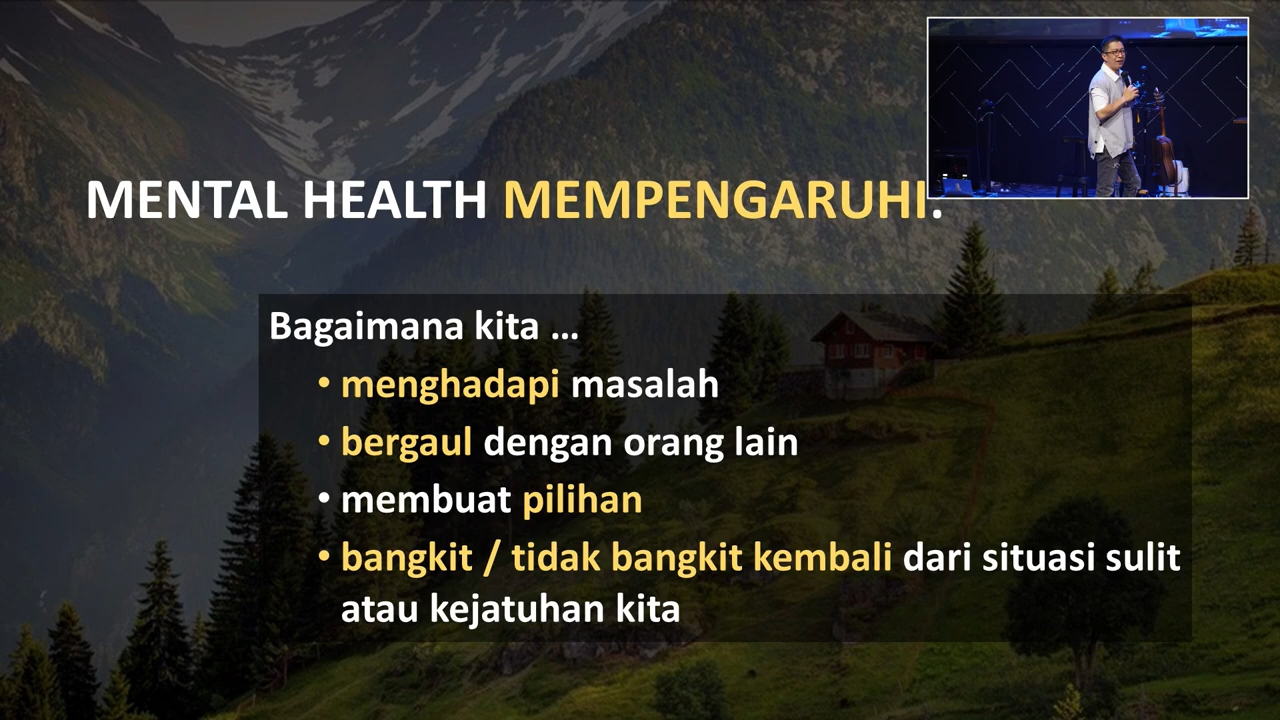 MENTAL HEALTH MEMPENGARUHI:
Bagaimana kita ...
• menghadapi masalah
• bergaul dengan orang lain
• membuat pilihan
• bangkit / tidak bangkit kembali dari situasi sulit
atau kejatuhan kita